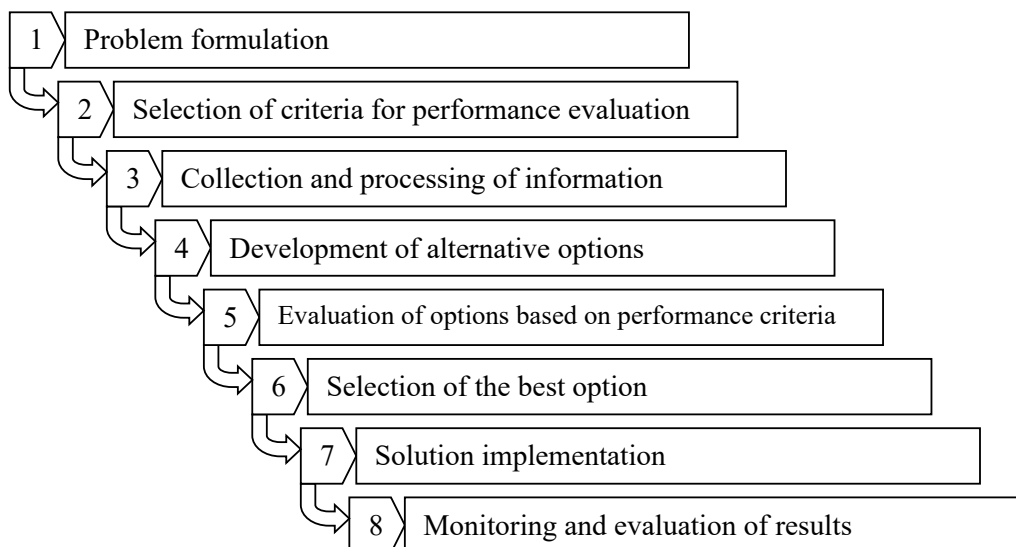 1 Problem formulation
2 Selection of criteria for performance evaluation
3 Collection and processing of information
4 Development of alternative options
5 Evaluation of options based on performance criteria
6 Selection of the best option
7 Solution implementation
8 Monitoring and evaluation of results